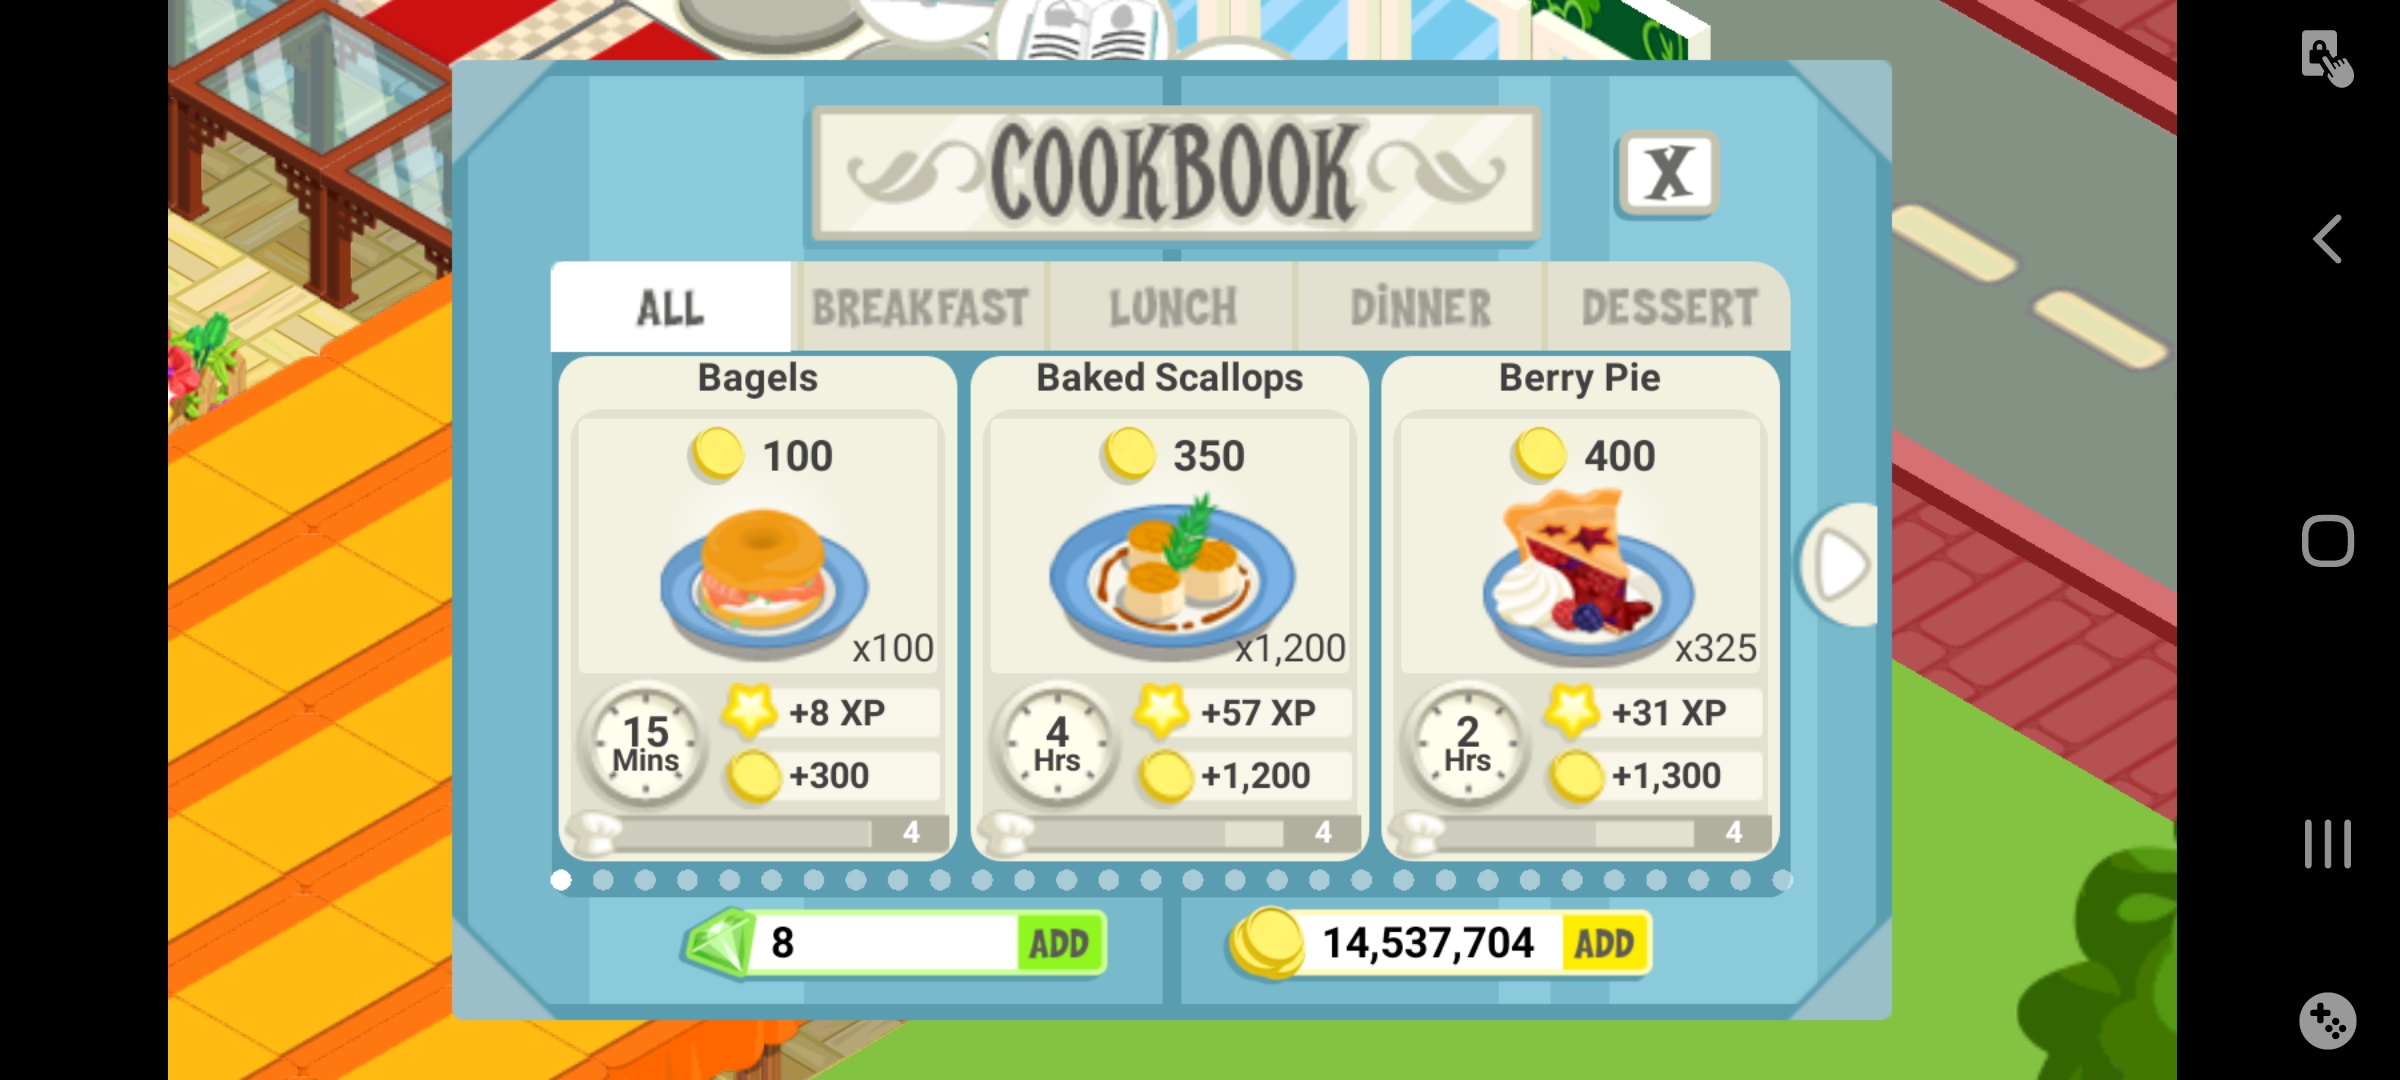 COOKBOOK
X
ALL
BREAKFAST
LUNCH
DINNER
DESSERT
Bagels
100
x100
15
Mins
+8 XP
+300
4
Baked Scallops
350
x1,200
4
Hrs
+57 XP
+1,200
4
Berry Pie
400
x325
2
Hrs
+31 XP
+1,300
4
8
ADD
14,537,704
ADD